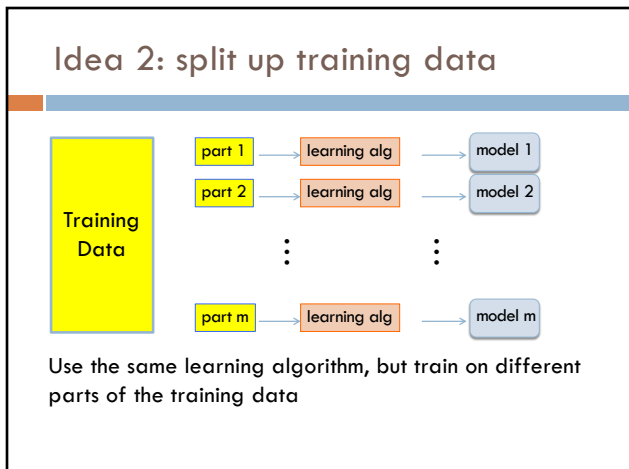 Idea 2: split up training data
Training
Data
part 1
learning alg
model 1
part 2
learning alg
model 2
part m
learning alg
model m
Use the same learning algorithm, but train on different
parts of the training data